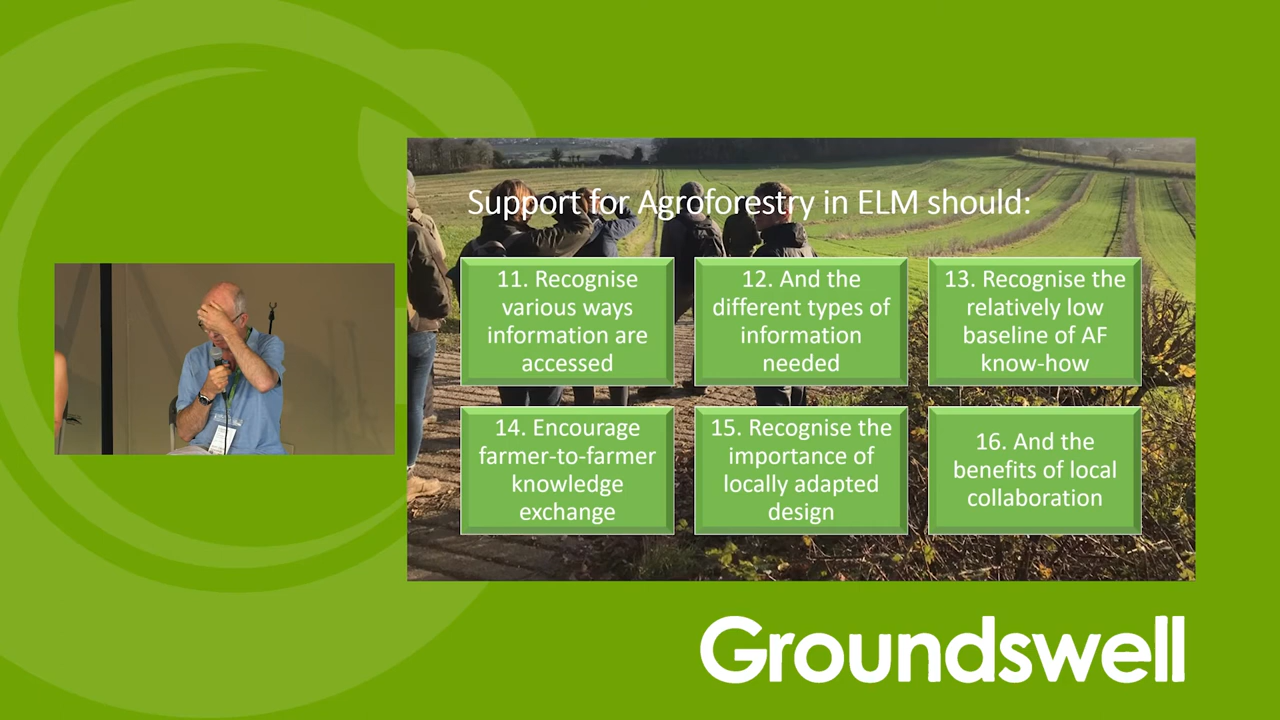 Support for Agroforestry in ELM should:
11. Recognise
various ways
information are
accessed
12. And the
different types of
information
needed
13. Recognise the
relatively low
baseline of AF
know-how
14. Encourage
farmer-to-farmer
knowledge
exchange
15. Recognise the
importance of
locally adapted
design
16. And the
benefits of local
collaboration
Groundswell